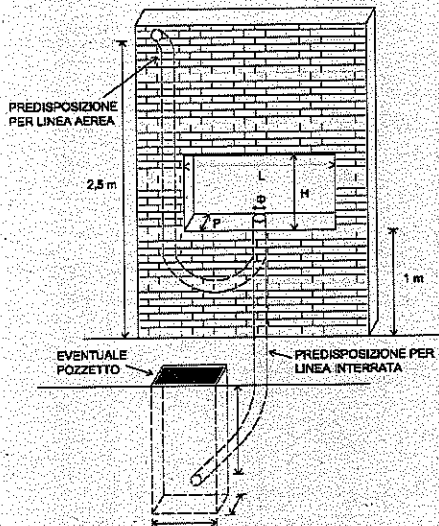 PREDISPOSIZIONE
PER LINEA AEREA
2,5 m
L
H
P
1 m
EVENTUALE
POZZETTO
PREDISPOSIZIONE PER
LINEA INTERRATA